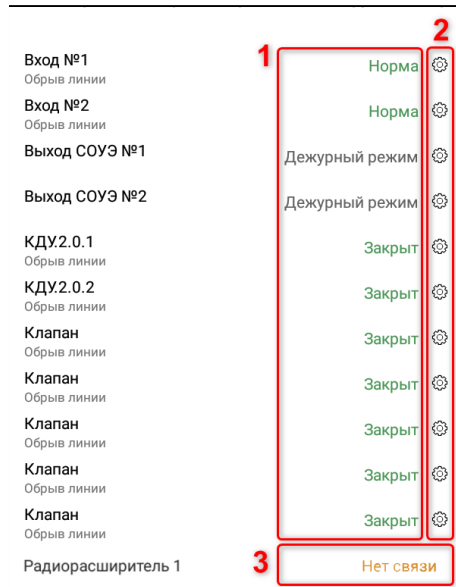 1
2
Вход №1
Норма
Обрыв линии
Вход №2
Норма
Обрыв линии
Выход СОУЭ №1
Дежурный режим
Выход СОУЭ №2
Дежурный режим
КДУ.2.0.1
Закрыт
Обрыв линии
КДУ.2.0.2
Закрыт
Обрыв линии
Клапан
Закрыт
Обрыв линии
Клапан
Закрыт
Обрыв линии
Клапан
Закрыт
Обрыв линии
Клапан
Закрыт
Обрыв линии
Клапан
Закрыт
Обрыв линии
Радиорасширитель 1
3
Нет связи